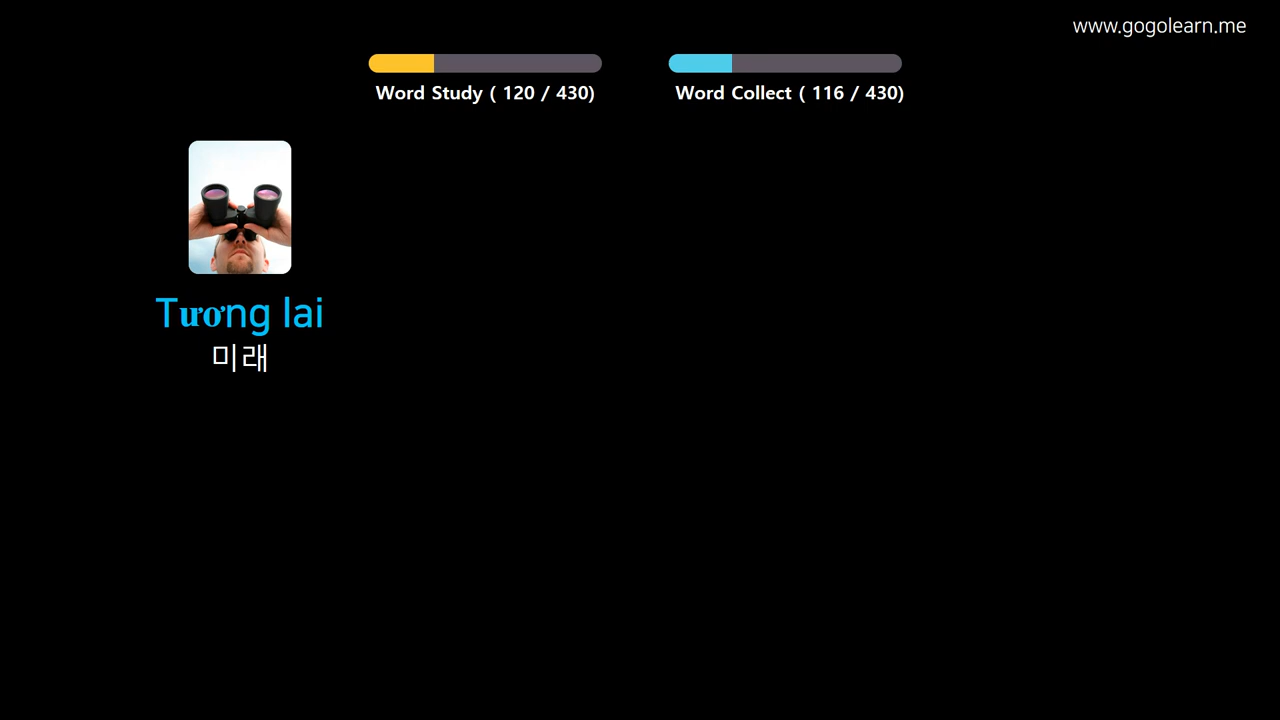 www.gogolearn.me
Word Study ( 120 / 430)
Word Collect ( 116 / 430)
Tương lai
미래